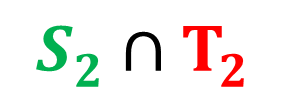 S₂ ∩ T₂